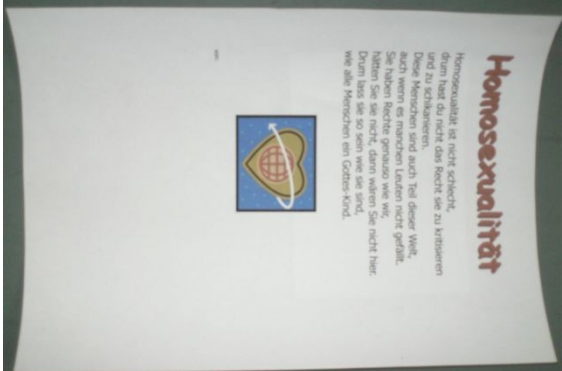 Homosexualität
Homosexualität ist nicht schlecht,
drum hast du nicht das Recht sie zu kritisieren
und zu schikanieren.
Diese Menschen sind auch Teil dieser Welt,
auch wenn es manchen Leuten nicht gefällt.
Sie haben Rechte genauso wie wir,
hätten Sie sie nicht, dann wären Sie nicht hier.
Drum lass sie so sein wie sie sind,
wie alle Menschen ein Gottes-Kind.